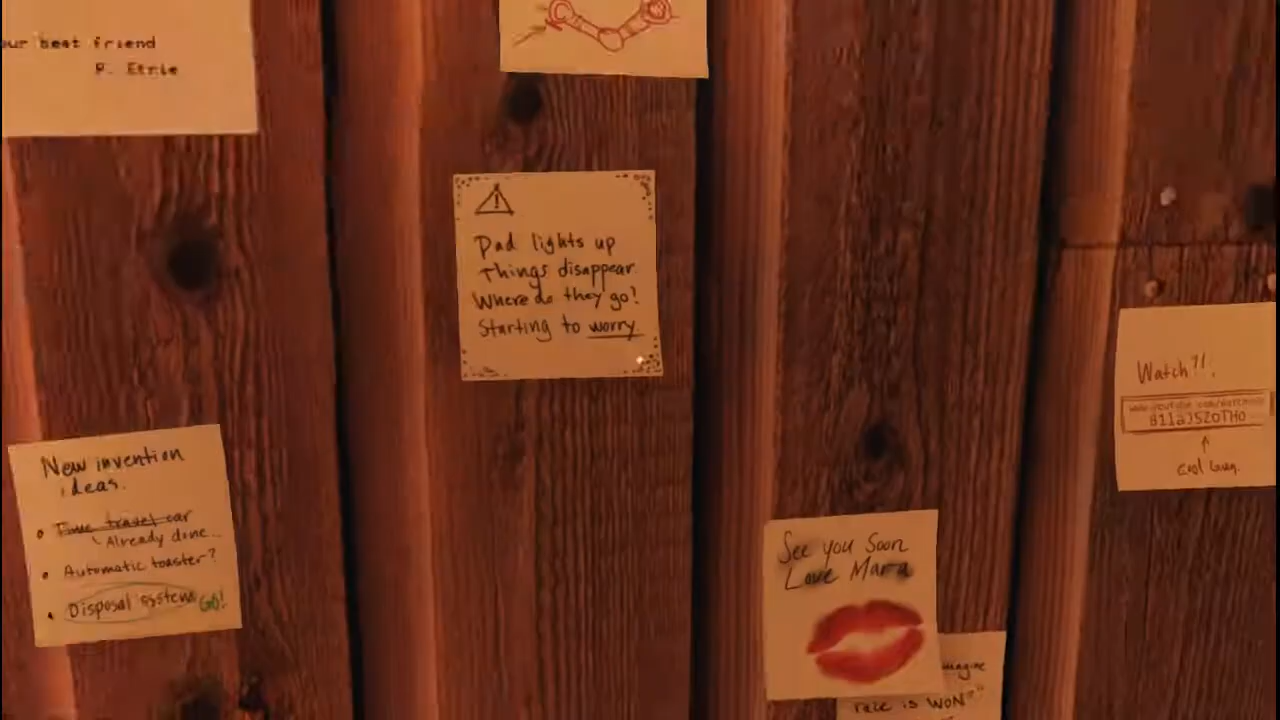 our best friend
P. Etrie
Pad lights up
Things disappear.
Where do they go?
Starting to worry.
New invention
ideas.
Time travel car
Already done...
Automatic toaster?
Disposal system GO!
Watch?!.
Cool Gun.
See you Soon
Love Mara
imagine
race is WON"